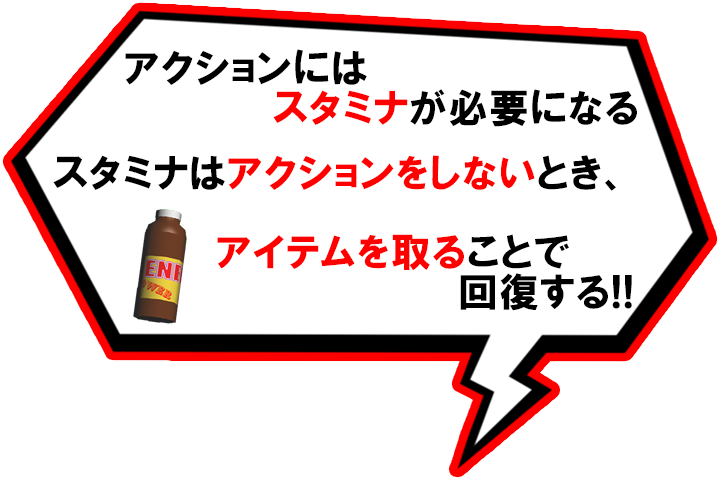 アクションには
スタミナが必要になる
スタミナはアクションをしないとき、
アイテムを取ることで
回復する!!
ENE
OWER